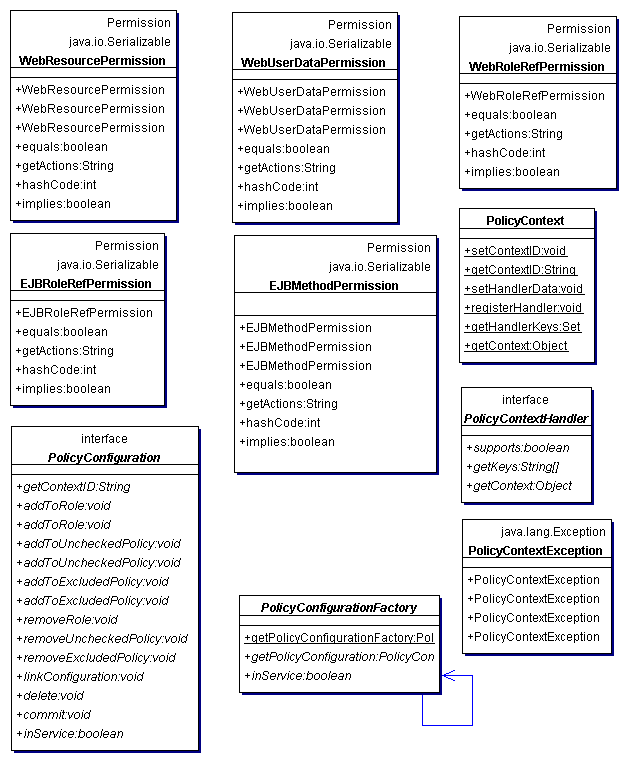 Permission
java.io.Serializable
WebResourcePermission
+WebResourcePermission
+WebResourcePermission
+WebResourcePermission
+equals:boolean
+getActions:String
+hashCode:int
+implies:boolean
Permission
java.io.Serializable
WebUserDataPermission
+WebUserDataPermission
+WebUserDataPermission
+WebUserDataPermission
+equals:boolean
+getActions:String
+hashCode:int
+implies:boolean
Permission
java.io.Serializable
WebRoleRefPermission
+WebRoleRefPermission
+equals:boolean
+getActions:String
+hashCode:int
+implies:boolean
Permission
java.io.Serializable
EJBRoleRefPermission
+EJBRoleRefPermission
+equals:boolean
+getActions:String
+hashCode:int
+implies:boolean
Permission
java.io.Serializable
EJBMethodPermission
+EJBMethodPermission
+EJBMethodPermission
+EJBMethodPermission
+equals:boolean
+getActions:String
+hashCode:int
+implies:boolean
PolicyContext
+setContextID:void
+getContextID:String
+setHandlerData:void
+registerHandler:void
+getHandlerKeys:Set
+getContext:Object
interface
PolicyContextHandler
+supports:boolean
+getKeys:String[]
+getContext:Object
interface
PolicyConfiguration
+getContextID:String
+addToRole:void
+addToRole:void
+addToUncheckedPolicy:void
+addToUncheckedPolicy:void
+addToExcludedPolicy:void
+addToExcludedPolicy:void
+removeRole:void
+removeUncheckedPolicy:void
+removeExcludedPolicy:void
+linkConfiguration:void
+delete:void
+commit:void
+inService:boolean
PolicyConfigurationFactory
+getPolicyConfigurationFactory:Pol
+getPolicyConfiguration:PolicyCon
+inService:boolean
java.lang.Exception
PolicyContextException
+PolicyContextException
+PolicyContextException
+PolicyContextException
+PolicyContextException